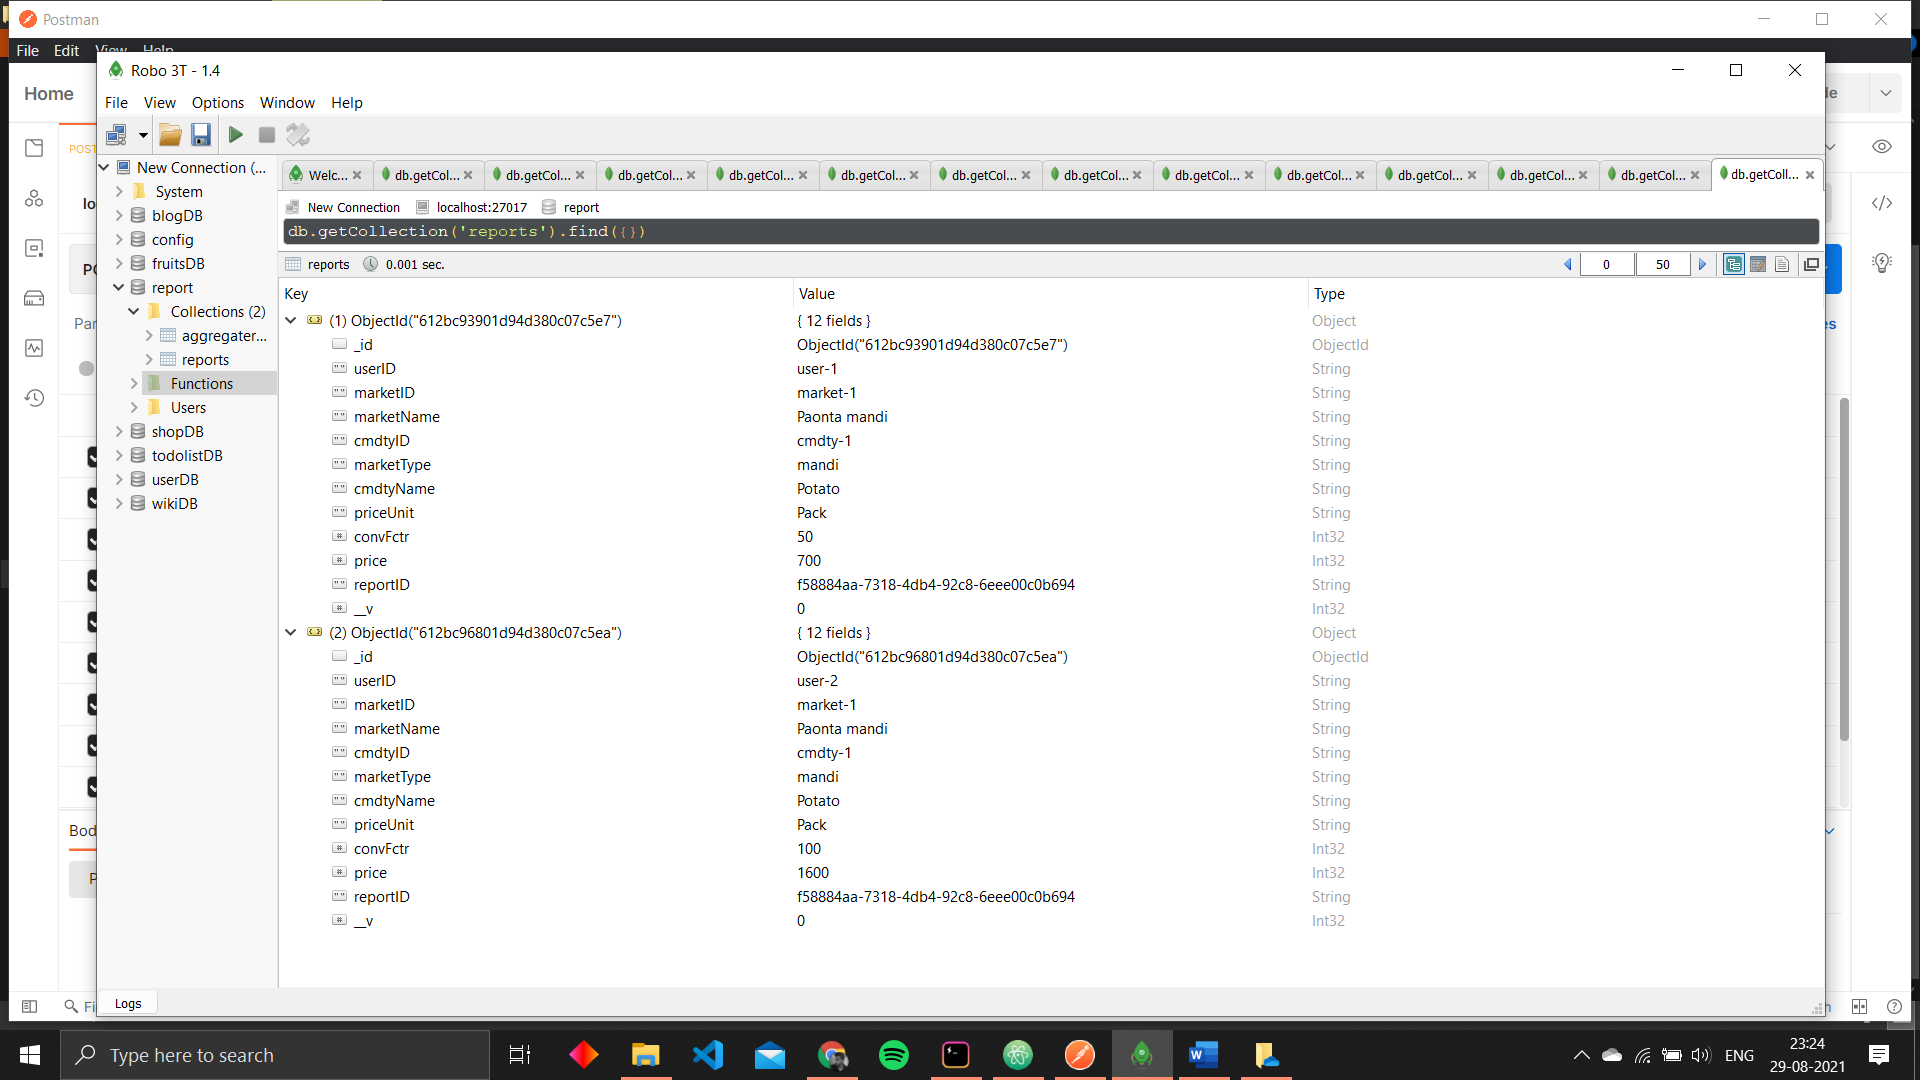 Postman
File Edit View Help
Home
Robo 3T - 1.4
File View Options Window Help
POST
New Connection (...
System
blogDB
config
fruitsDB
report
Collections (2)
aggregater...
reports
Functions
Users
shopDB
todolistDB
userDB
wikiDB
Welc... db.getCol... db.getCol... db.getCol... db.getCol... db.getCol... db.getCol... db.getCol... db.getCol... db.getCol... db.getCol... db.getCol... db.getCol... db.getColl...
New Connection localhost:27017 report
db.getCollection('reports').find({})
reports 0.001 sec. 0 50
Key Value Type
(1) ObjectId("612bc93901d94d380c07c5e7") { 12 fields } Object
_id ObjectId("612bc93901d94d380c07c5e7") ObjectId
userID user-1 String
marketID market-1 String
marketName Paonta mandi String
cmdtyID cmdty-1 String
marketType mandi String
cmdtyName Potato String
priceUnit Pack String
convFctr 50 Int32
price 700 Int32
reportID f58884aa-7318-4db4-92c8-6eee00c0b694 String
__v 0 Int32
(2) ObjectId("612bc96801d94d380c07c5ea") { 12 fields } Object
_id ObjectId("612bc96801d94d380c07c5ea") ObjectId
userID user-2 String
marketID market-1 String
marketName Paonta mandi String
cmdtyID cmdty-1 String
marketType mandi String
cmdtyName Potato String
priceUnit Pack String
convFctr 100 Int32
price 1600 Int32
reportID f58884aa-7318-4db4-92c8-6eee00c0b694 String
__v 0 Int32
Logs
Type here to search
ENG
23:24
29-08-2021